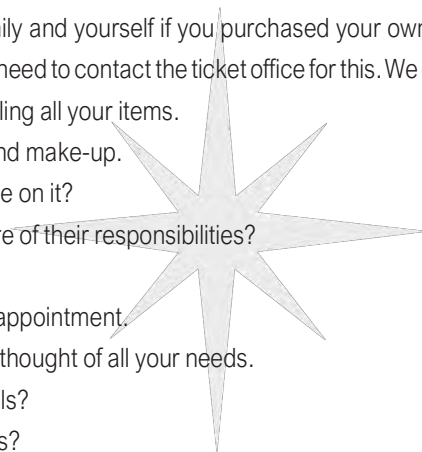 ily and yourself if you purchased your own
need to contact the ticket office for this. We
ling all your items.
nd make-up.
e on it?
re of their responsibilities?
appointment.
thought of all your needs.
ls?
s?